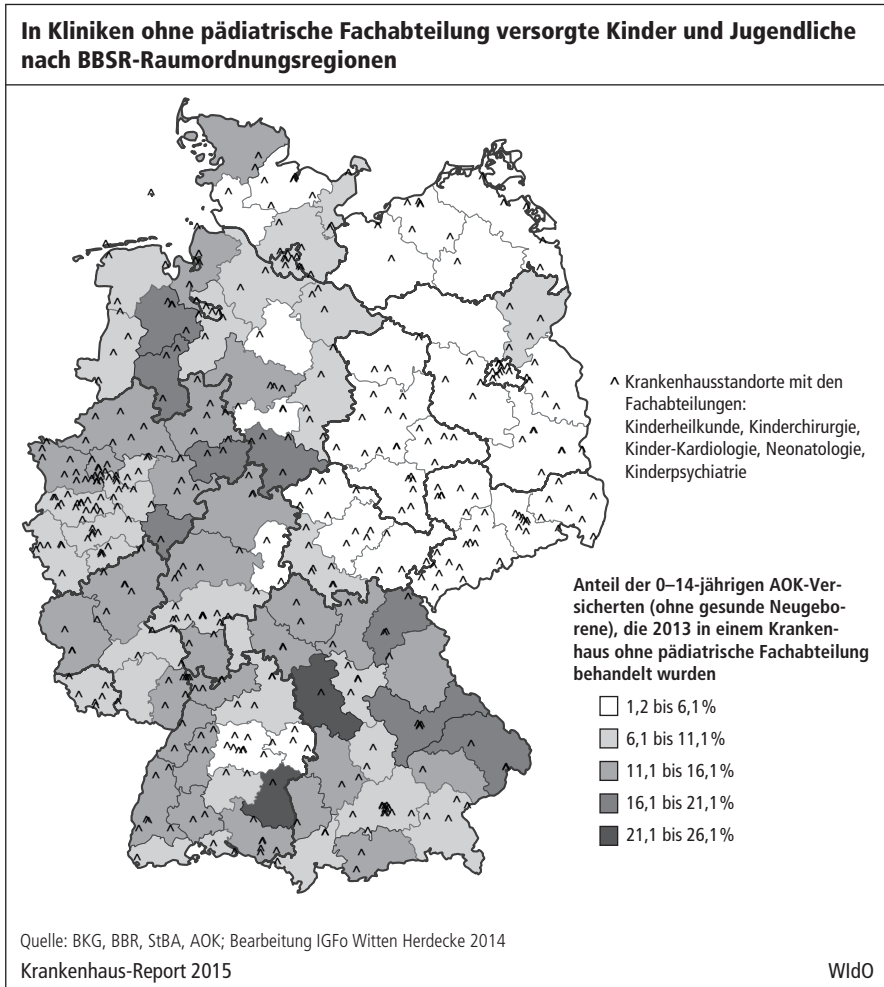 In Kliniken ohne pädiatrische Fachabteilung versorgte Kinder und Jugendliche
nach BBSR-Raumordnungsregionen
^ Krankenhausstandorte mit den
Fachabteilungen:
Kinderheilkunde, Kinderchirurgie,
Kinder-Kardiologie, Neonatologie,
Kinderpsychiatrie
Anteil der 0–14-jährigen AOK-Ver-
sicherten (ohne gesunde Neugebo-
rene), die 2013 in einem Kranken-
haus ohne pädiatrische Fachabteilung
behandelt wurden
1,2 bis 6,1%
6,1 bis 11,1%
11,1 bis 16,1%
16,1 bis 21,1%
21,1 bis 26,1%
Quelle: BKG, BBR, StBA, AOK; Bearbeitung IGFo Witten Herdecke 2014
Krankenhaus-Report 2015
WIdO